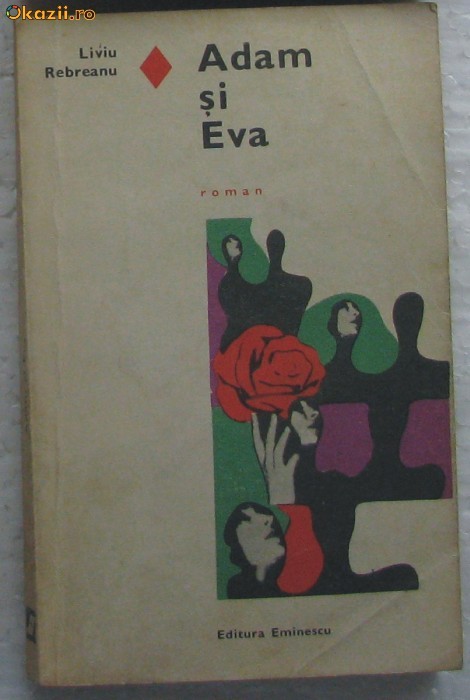 Okazii.ro
Liviu
Rebreanu
Adam
și
Eva
roman
Editura Eminescu